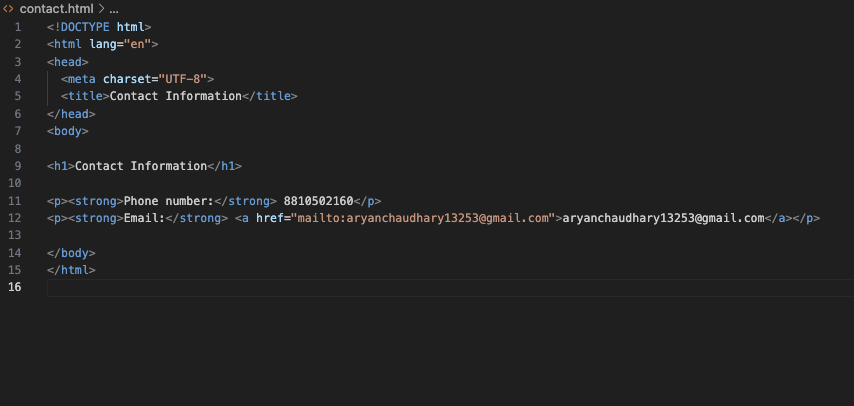 contact.html > ...
1 <!DOCTYPE html>
2 <html lang="en">
3 <head>
4   <meta charset="UTF-8">
5   <title>Contact Information</title>
6 </head>
7 <body>
8
9 <h1>Contact Information</h1>
10
11 <p><strong>Phone number:</strong> 8810502160</p>
12 <p><strong>Email:</strong> <a href="mailto:aryanchaudhary13253@gmail.com">aryanchaudhary13253@gmail.com</a></p>
13
14 </body>
15 </html>
16